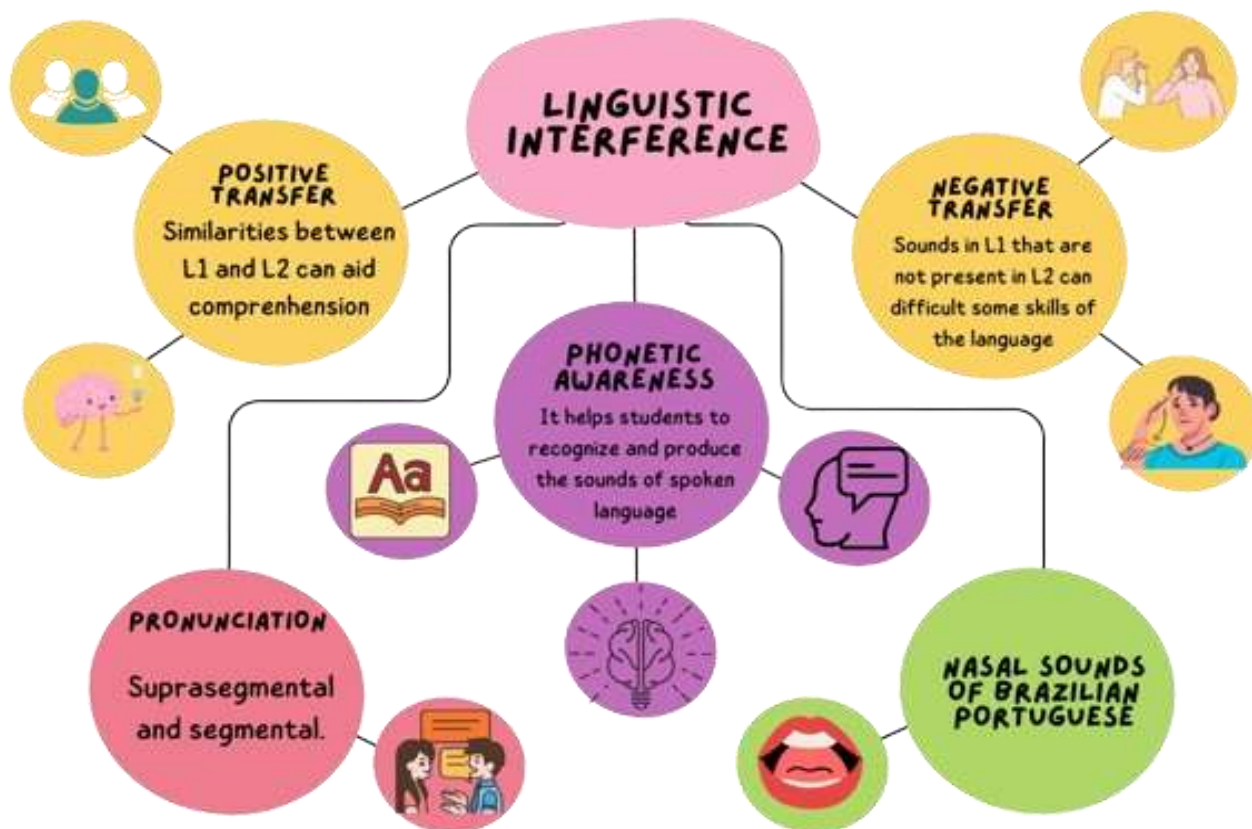 LINGUISTIC
INTERFERENCE
POSITIVE
TRANSFER
Similarities between
L1 and L2 can aid
comprenhension
NEGATIVE
TRANSFER
Sounds in L1 that are
not present in L2 can
difficult some skills of
the language
PHONETIC
AWARENESS
It helps students to
recognize and produce
the sounds of spoken
language
Aa
PRONUNCIATION
Suprasegmental
and segmental.
NASAL SOUNDS
OF BRAZILIAN
PORTUGUESE